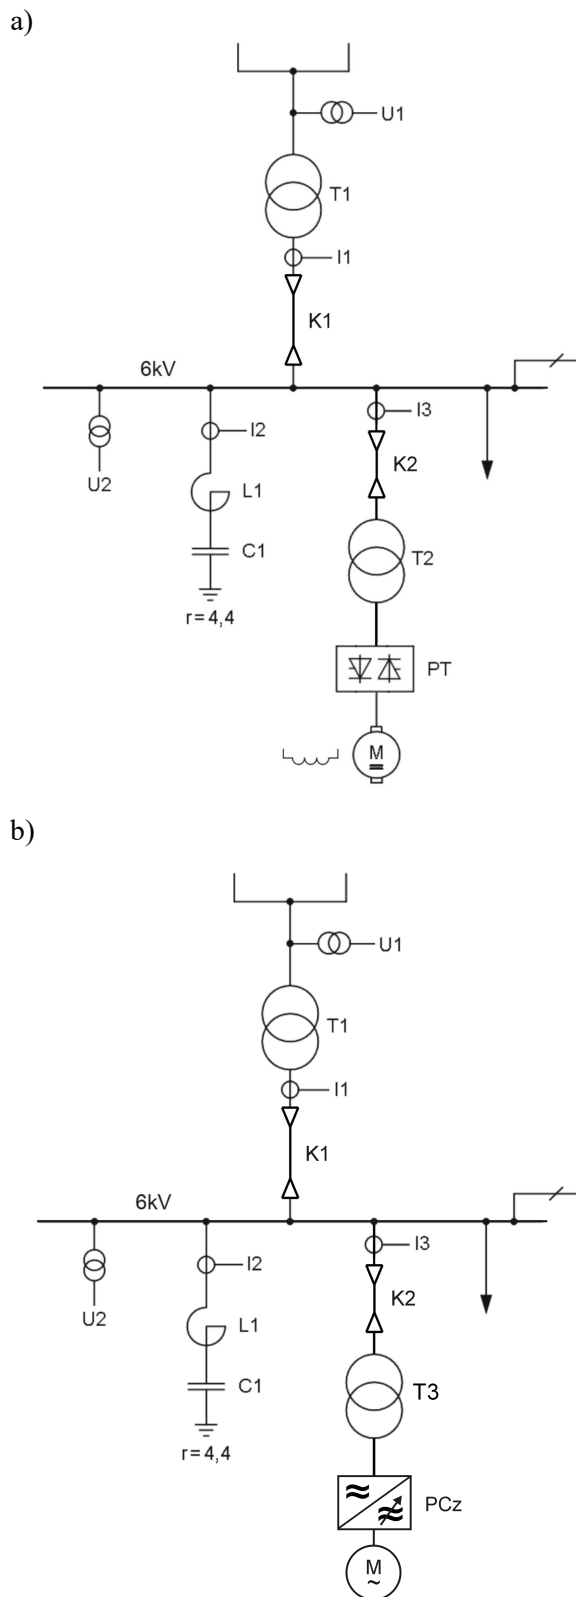 a)
U1
T1
I1
K1
6kV
I3
I2
K2
U2
L1
C1
T2
r=4,4
PT
M
b)
U1
T1
I1
K1
6kV
I3
I2
K2
U2
L1
C1
T3
r=4,4
PCz
M
~